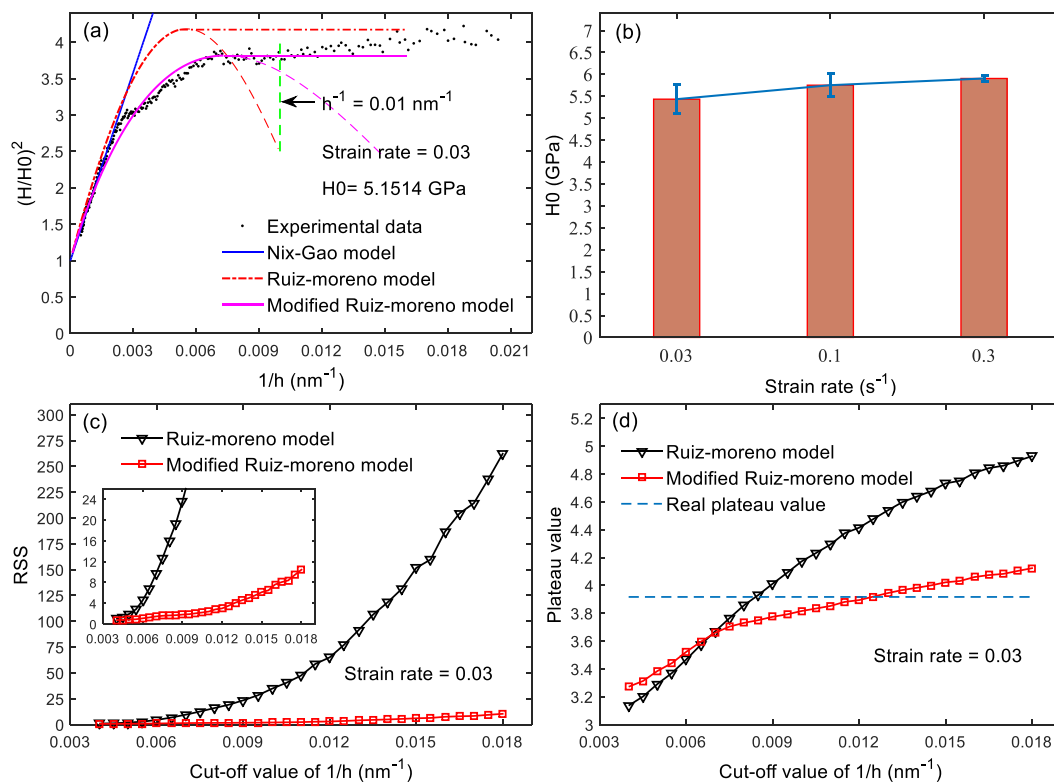 (a)
(H/H0)²
4
3.5
3
2.5
2
1.5
1
0
h⁻¹ = 0.01 nm⁻¹
Strain rate = 0.03
H0= 5.1514 GPa
Experimental data
Nix-Gao model
Ruiz-moreno model
Modified Ruiz-moreno model
0 0.003 0.006 0.009 0.012 0.015 0.018 0.021
1/h (nm⁻¹)
(b)
H0 (GPa)
7
6.5
6
5.5
5
4.5
4
3.5
3
2.5
2
1.5
1
0.5
0
0.03 0.1 0.3
Strain rate (s⁻¹)
(c)
RSS
300
275
250
225
200
175
150
125
100
75
50
25
0
Ruiz-moreno model
Modified Ruiz-moreno model
24
20
16
12
8
4
0
0.003 0.006 0.009 0.012 0.015 0.018
Strain rate = 0.03
0.003 0.006 0.009 0.012 0.015 0.018
Cut-off value of 1/h (nm⁻¹)
(d)
Plateau value
5.2
5
4.8
4.6
4.4
4.2
4
3.8
3.6
3.4
3.2
3
Ruiz-moreno model
Modified Ruiz-moreno model
Real plateau value
Strain rate = 0.03
0.003 0.006 0.009 0.012 0.015 0.018
Cut-off value of 1/h (nm⁻¹)